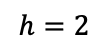 h = 2